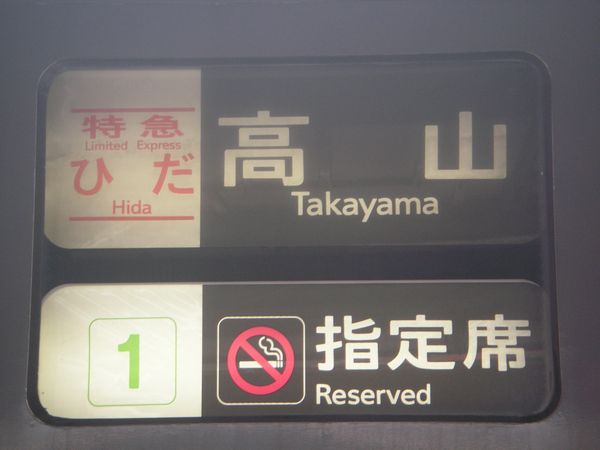 特急
Limited Express
ひだ
Hida
高山
Takayama
1
指定席
Reserved